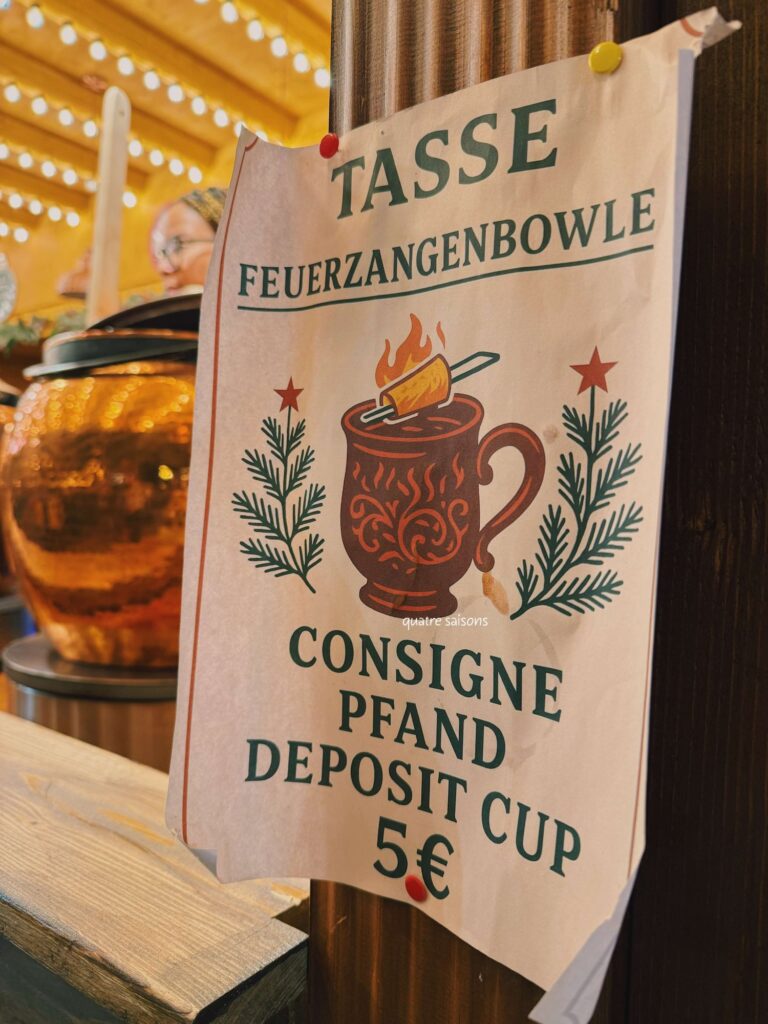 TASSE
FEUERZANGENBOWLE
quatre saisons
CONSIGNE
PFAND
DEPOSIT CUP
5€